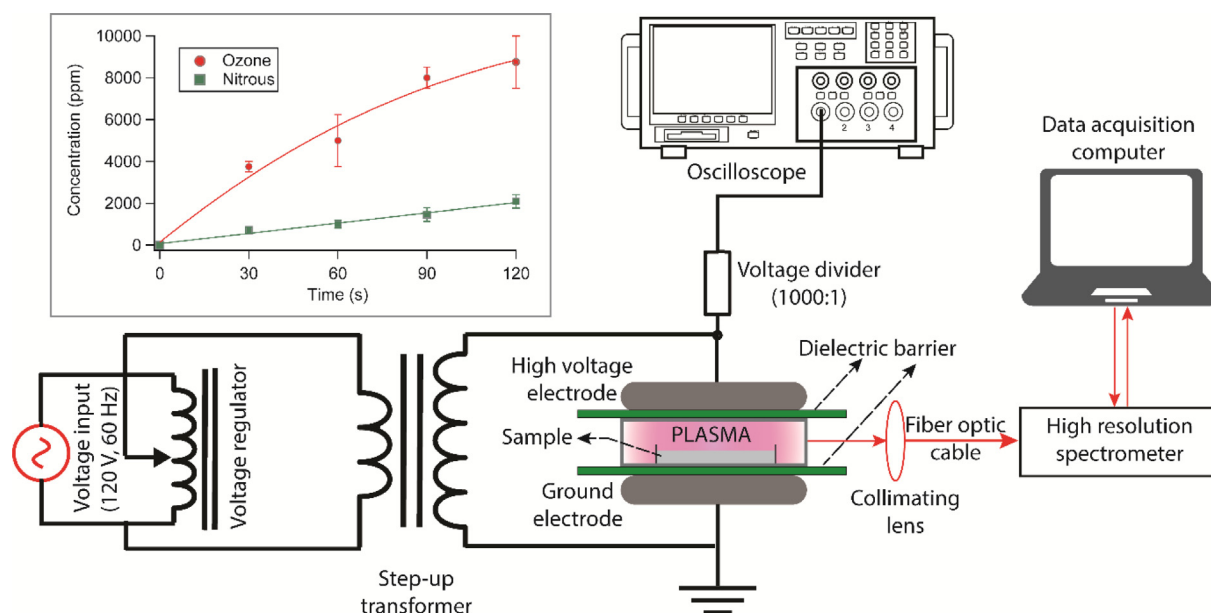 10000
8000
6000
4000
2000
0
Concentration (ppm)
Ozone
Nitrous
0
30
60
90
120
Time (s)
2
3
4
Oscilloscope
Data acquisition
computer
Voltage divider
(1000:1)
Dielectric barrier
High voltage
electrode
Sample
PLASMA
Ground
electrode
Fiber optic
cable
Collimating
lens
High resolution
spectrometer
Voltage input
(120 V, 60 Hz)
Voltage regulator
Step-up
transformer